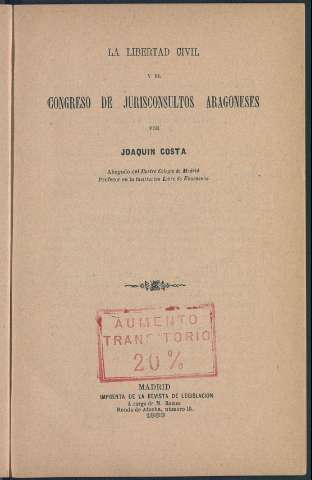 LA LIBERTAD CIVIL
Y EL
CONGRESO DE JURISCONSULTOS ARAGONESES
POR
JOAQUIN COSTA
Abogado del Ilustre Colegio de Madrid
Profesor en la Institucion Libre de Enseñanza
AUMENTO
TRANSITORIO
20%
MADRID
IMPRENTA DE LA REVISTA DE LEGISLACION
á cargo de M. Ramos
Ronda de Atocha, número 15.
1883